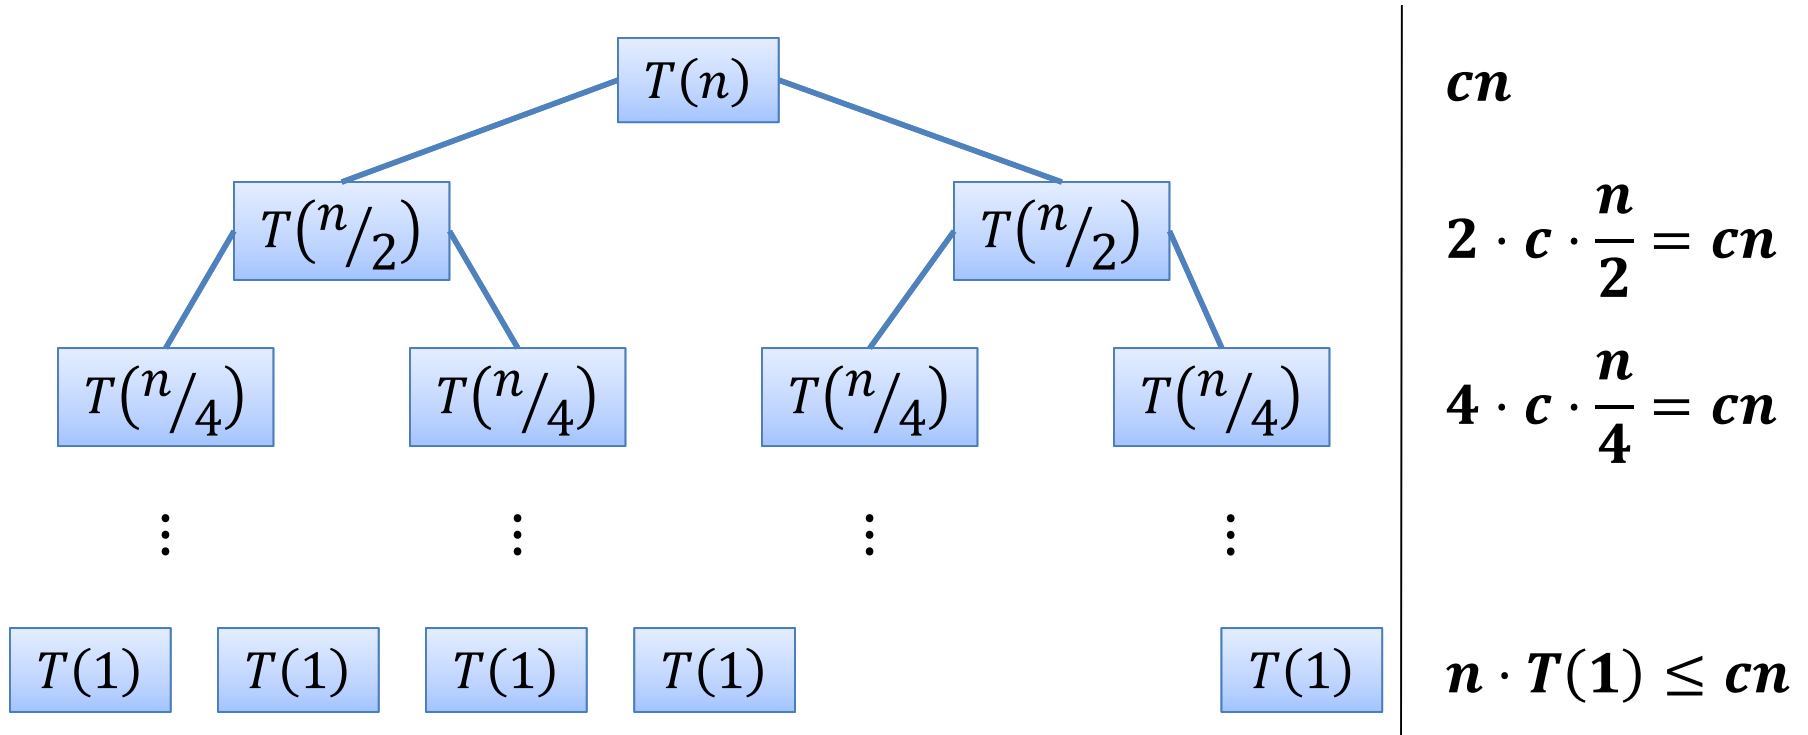 T(n) cn
T(n/2) T(n/2) 2 · c · n/2 = cn
T(n/4) T(n/4) T(n/4) T(n/4) 4 · c · n/4 = cn
⋮ ⋮ ⋮ ⋮
T(1) T(1) T(1) T(1) T(1) n · T(1) ≤ cn